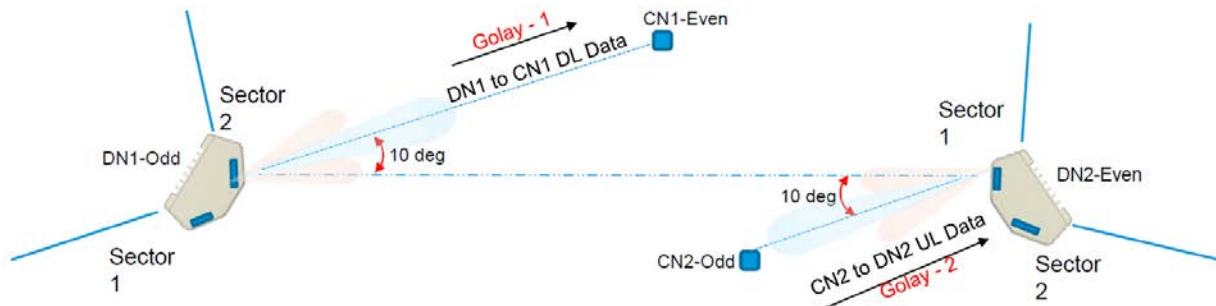 Golay - 1
CN1-Even
DN1 to CN1 DL Data
Sector
2
DN1-Odd
10 deg
Sector
1
Sector
1
DN2-Even
10 deg
CN2-Odd
CN2 to DN2 UL Data
Golay - 2
Sector
2